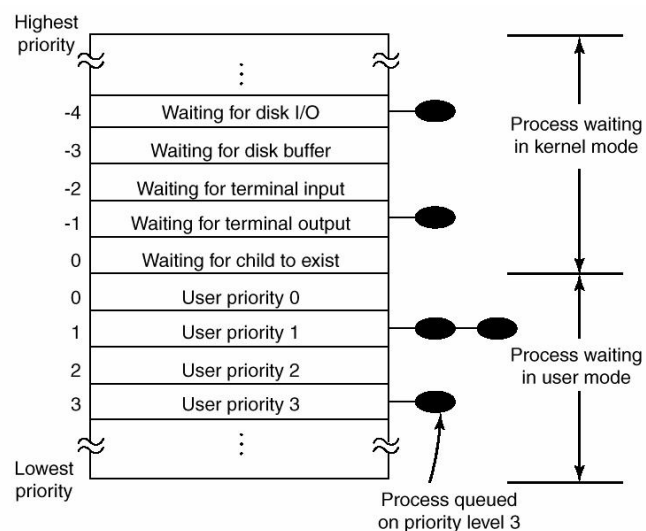 Highest
priority
-4
Waiting for disk I/O
-3
Waiting for disk buffer
-2
Waiting for terminal input
-1
Waiting for terminal output
0
Waiting for child to exist
0
User priority 0
1
User priority 1
2
User priority 2
3
User priority 3
Lowest
priority
Process waiting
in kernel mode
Process waiting
in user mode
Process queued
on priority level 3